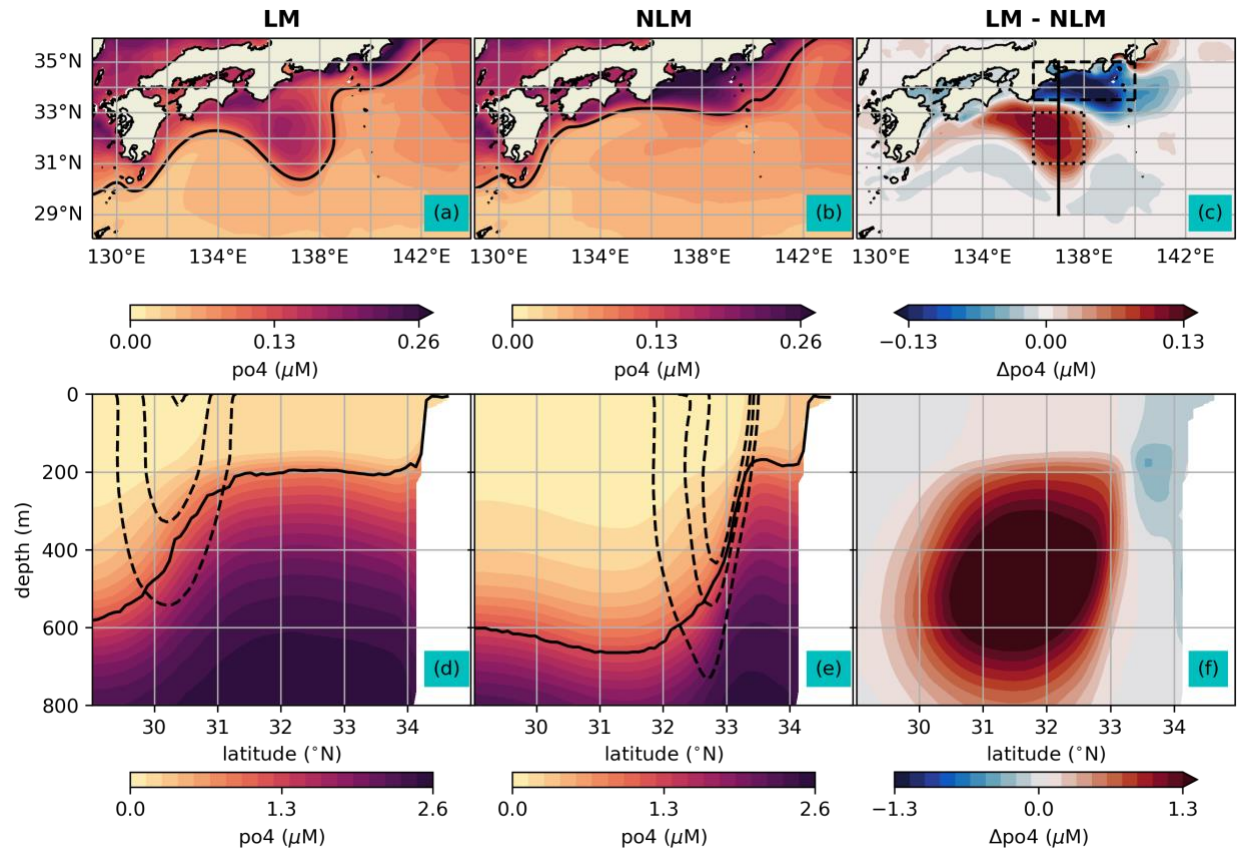 LM NLM LM - NLM
35°N
33°N
31°N
29°N
(a) (b) (c)
130°E 134°E 138°E 142°E 130°E 134°E 138°E 142°E 130°E 134°E 138°E 142°E
0.00 0.13 0.26 0.00 0.13 0.26 −0.13 0.00 0.13
po4 (μM) po4 (μM) Δpo4 (μM)
0
200
400
600
800
depth (m)
(d) (e) (f)
30 31 32 33 34 30 31 32 33 34 30 31 32 33 34
latitude (°N) latitude (°N) latitude (°N)
0.0 1.3 2.6 0.0 1.3 2.6 −1.3 0.0 1.3
po4 (μM) po4 (μM) Δpo4 (μM)